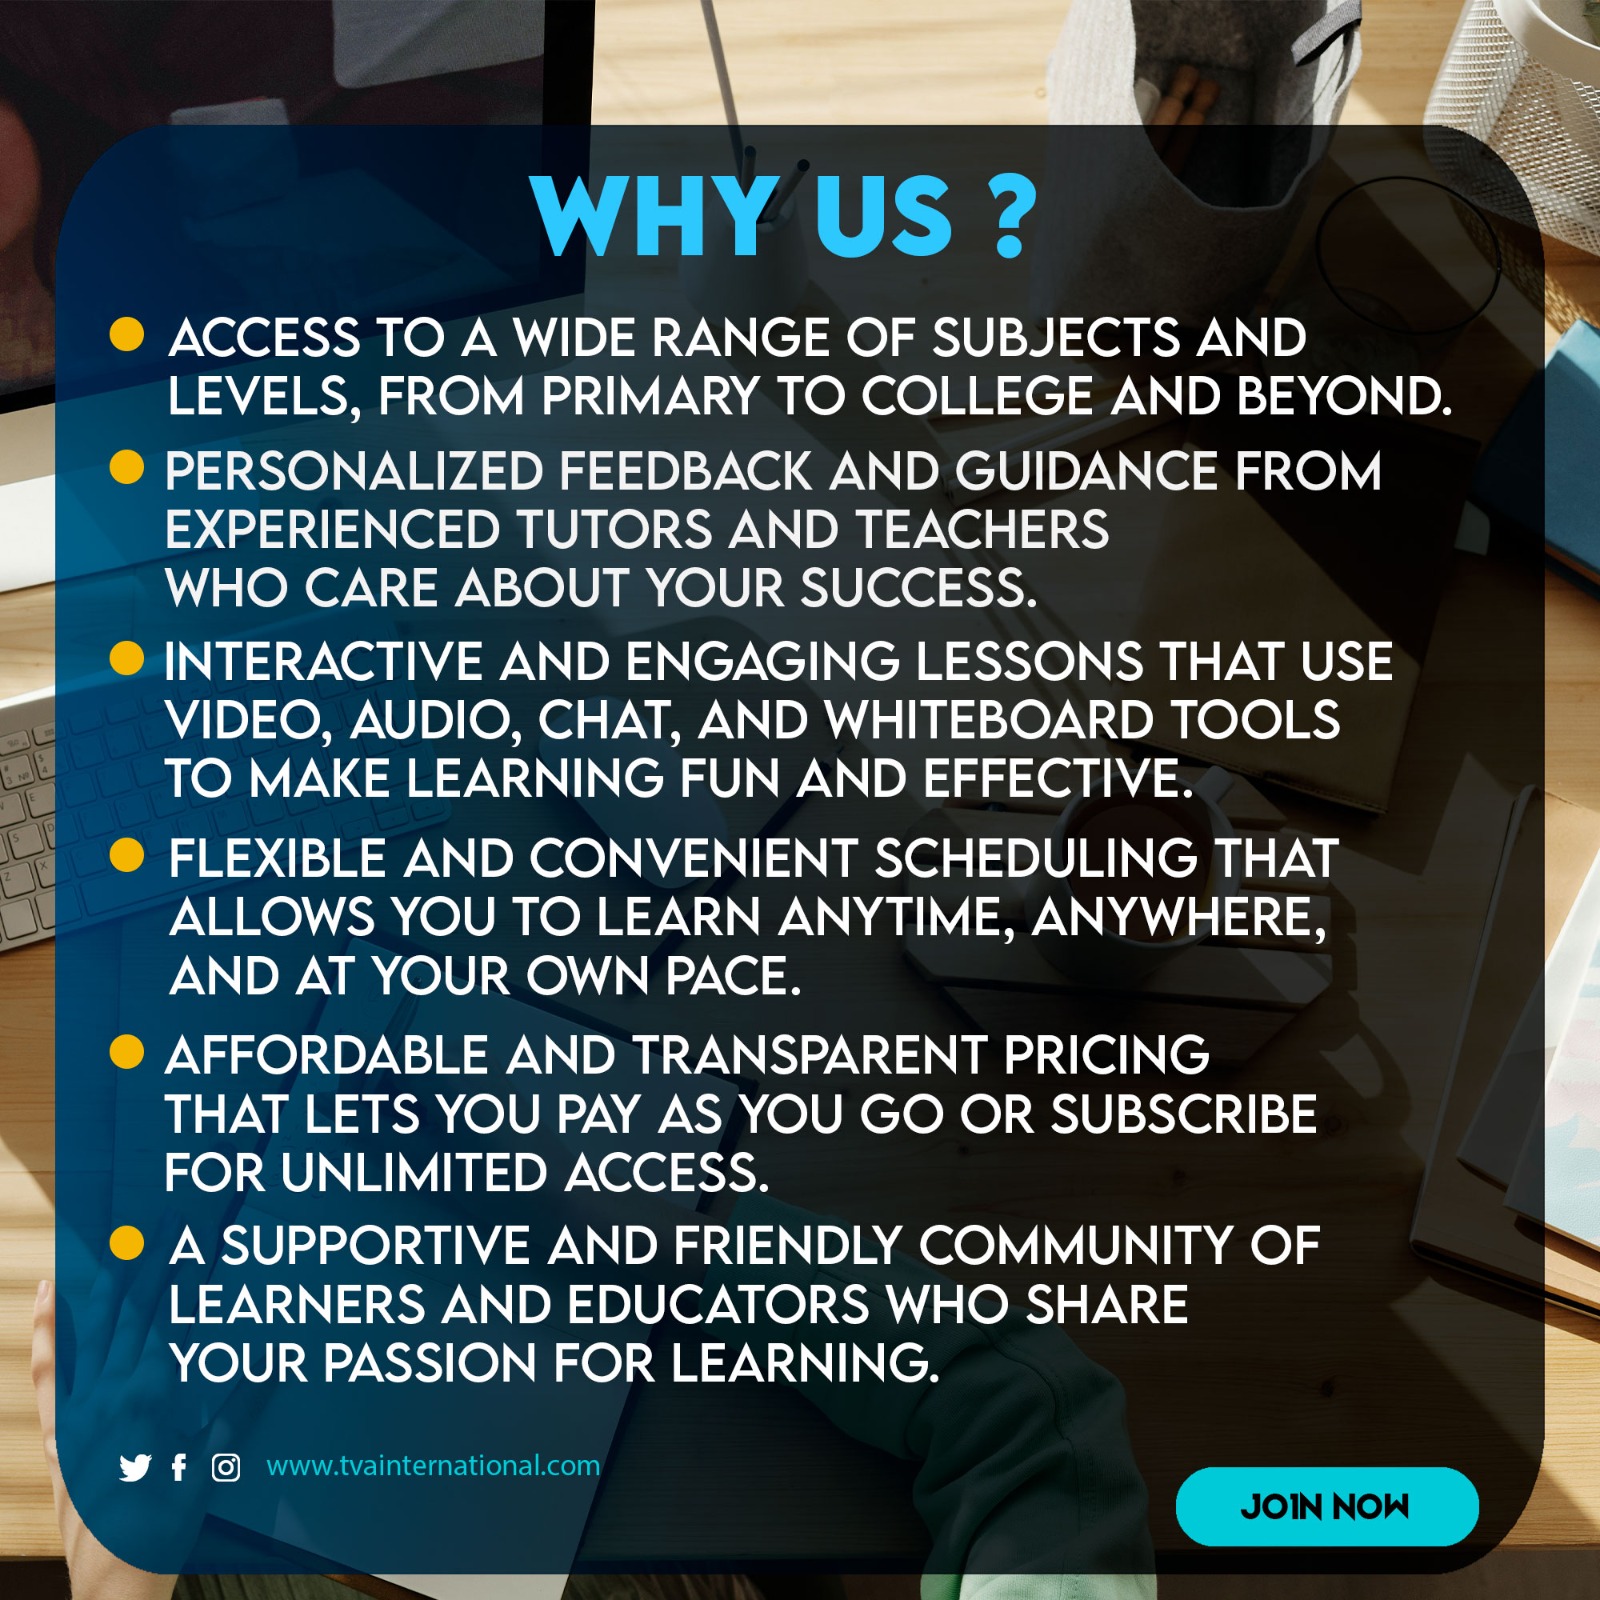 WHY US ?
ACCESS TO A WIDE RANGE OF SUBJECTS AND
LEVELS, FROM PRIMARY TO COLLEGE AND BEYOND.
PERSONALIZED FEEDBACK AND GUIDANCE FROM
EXPERIENCED TUTORS AND TEACHERS
WHO CARE ABOUT YOUR SUCCESS.
INTERACTIVE AND ENGAGING LESSONS THAT USE
VIDEO, AUDIO, CHAT, AND WHITEBOARD TOOLS
TO MAKE LEARNING FUN AND EFFECTIVE.
FLEXIBLE AND CONVENIENT SCHEDULING THAT
ALLOWS YOU TO LEARN ANYTIME, ANYWHERE,
AND AT YOUR OWN PACE.
AFFORDABLE AND TRANSPARENT PRICING
THAT LETS YOU PAY AS YOU GO OR SUBSCRIBE
FOR UNLIMITED ACCESS.
A SUPPORTIVE AND FRIENDLY COMMUNITY OF
LEARNERS AND EDUCATORS WHO SHARE
YOUR PASSION FOR LEARNING.
www.tvainternational.com
JOIN NOW